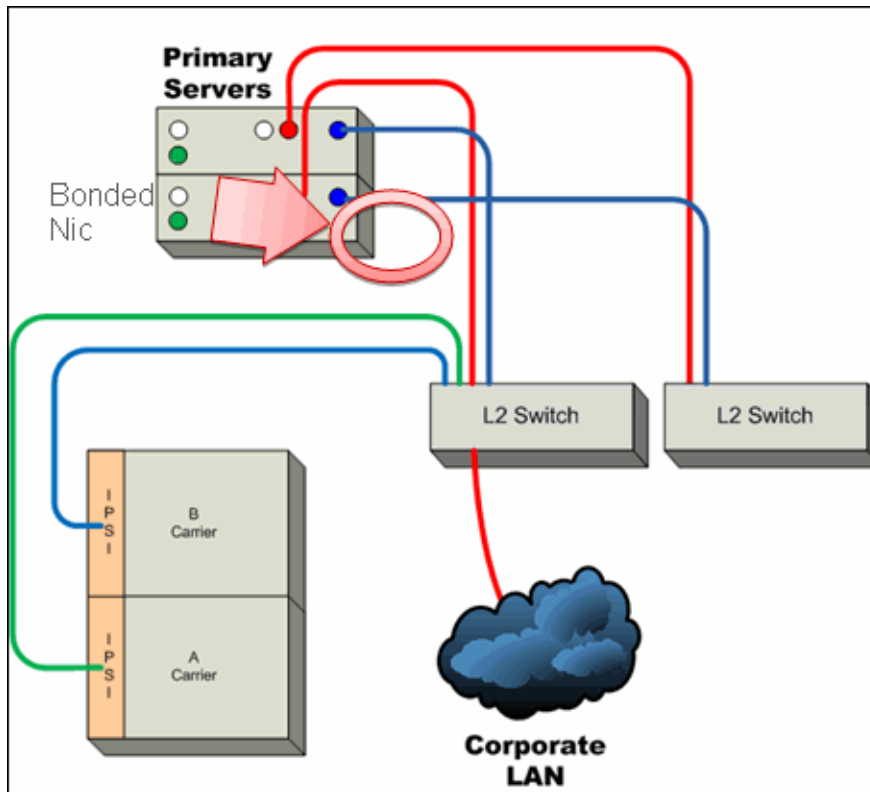 Primary
Servers
Bonded
Nic
L2 Switch
L2 Switch
I
P
S
I
B
Carrier
I
P
S
I
A
Carrier
Corporate
LAN